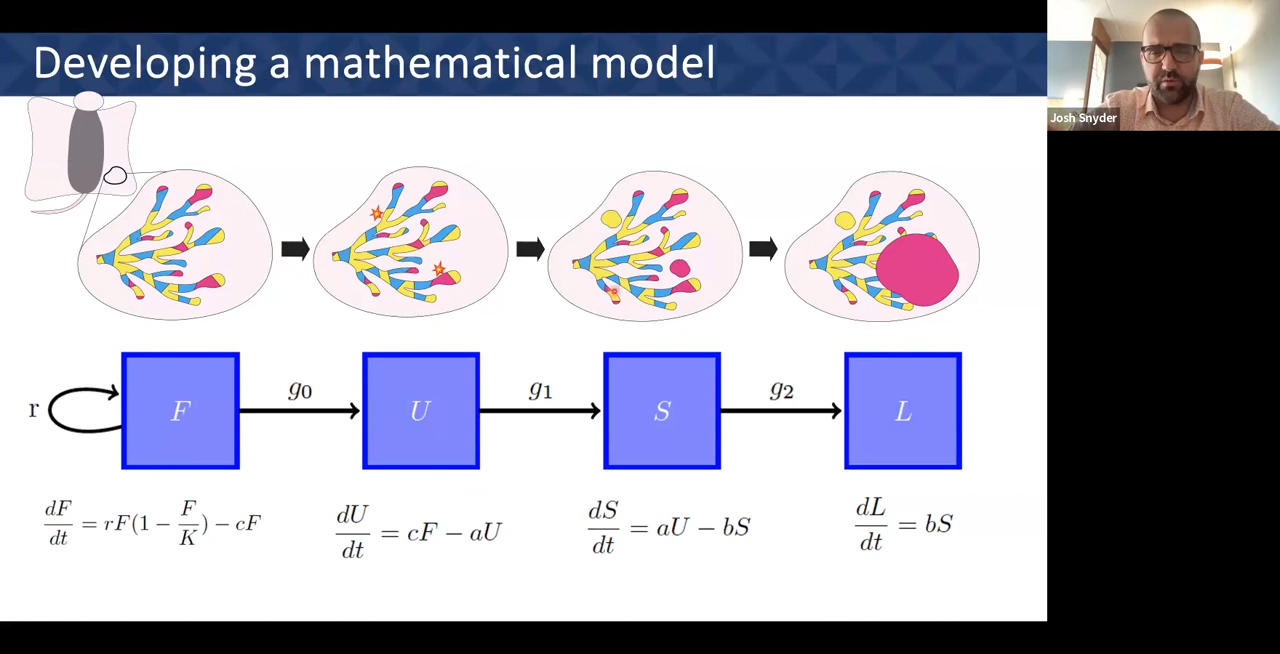 Developing a mathematical model
Josh Snyder
r
F
g₀
U
g₁
S
g₂
L
dF/dt = rF(1 − F/K) − cF
dU/dt = cF − aU
dS/dt = aU − bS
dL/dt = bS